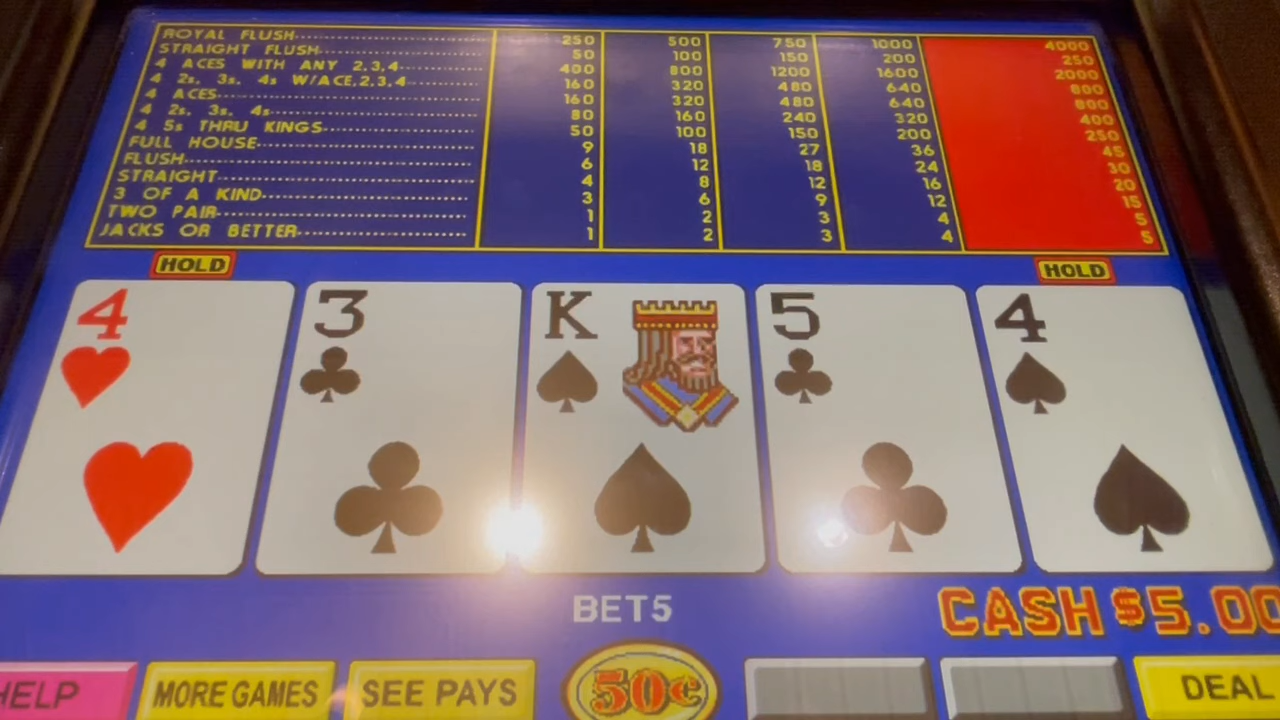 ROYAL FLUSH 250 500 750 1000 4000
STRAIGHT FLUSH 50 100 150 200 250
4 ACES WITH ANY 2,3,4 400 800 1200 1600 2000
4 2s, 3s, 4s W/ACE,2,3,4 160 320 480 640 800
4 ACES 160 320 480 640 800
4 2s, 3s, 4s 80 160 240 320 400
4 5s THRU KINGS 50 100 150 200 250
FULL HOUSE 9 18 27 36 45
FLUSH 6 12 18 24 30
STRAIGHT 4 8 12 16 20
3 OF A KIND 3 6 9 12 15
TWO PAIR 1 2 3 4 5
JACKS OR BETTER 1 2 3 4 5
HOLD HOLD
4 3 K 5 4
BET5
CASH $5.00
HELP MORE GAMES SEE PAYS 50¢ DEAL